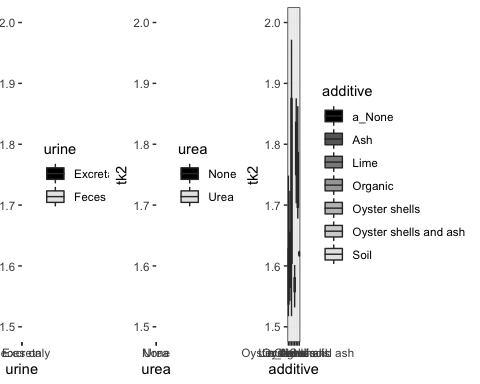 2.0
1.9
1.8
1.7
1.6
1.5
urine
urine
Excreta
Feces
tk2
2.0
1.9
1.8
1.7
1.6
1.5
urea
urea
None
Urea
tk2
2.0
1.9
1.8
1.7
1.6
1.5
additive
additive
a_None
Ash
Lime
Organic
Oyster shells
Oyster shells and ash
Soil